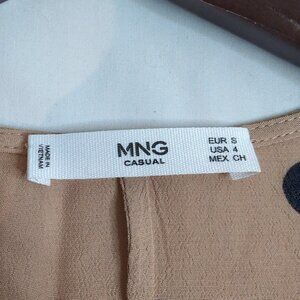 MADE IN
VIETNAM
MNG
CASUAL
EUR S
USA 4
MEX CH